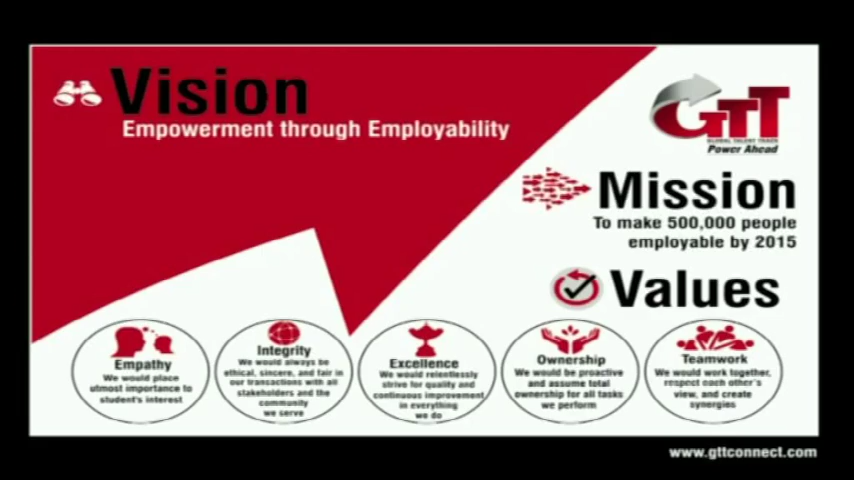 Vision
Empowerment through Employability
GTT
GLOBAL TALENT TRACK
Power Ahead
Mission
To make 500,000 people
employable by 2015
Values
Empathy
We would place
utmost importance to
student's interest
Integrity
We would always be
ethical, sincere, and fair in
our transactions with all
stakeholders and the
community
we serve
Excellence
We would relentlessly
strive for quality and
continuous improvement
in everything
we do
Ownership
We would be proactive
and assume total
ownership for all tasks
we perform
Teamwork
We would work together,
respect each other's
view, and create
synergies
www.gttconnect.com